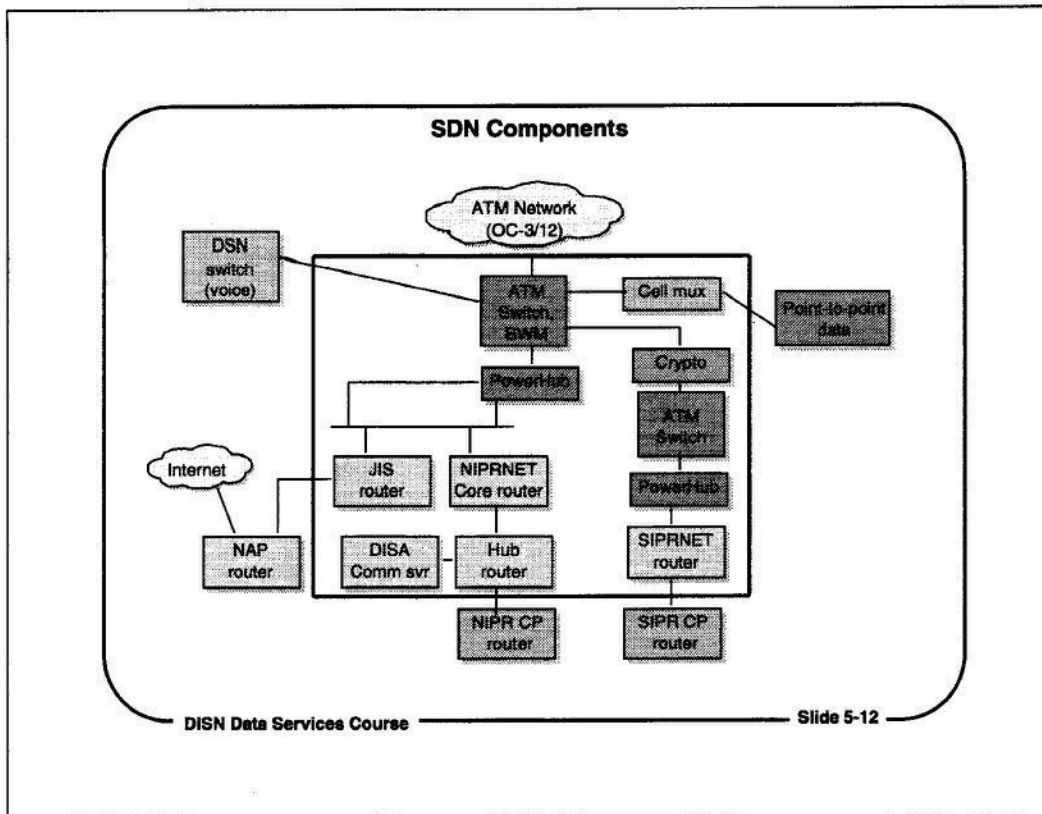 SDN Components
ATM Network
(OC-3/12)
DSN
switch
(voice)
ATM
Switch,
BWM
Cell mux
Point-to-point
data
PowerHub
Crypto
ATM
Switch
Internet
JIS
router
NIPRNET
Core router
PowerHub
NAP
router
DISA
Comm svr
Hub
router
SIPRNET
router
NIPR CP
router
SIPR CP
router
DISN Data Services Course
Slide 5-12